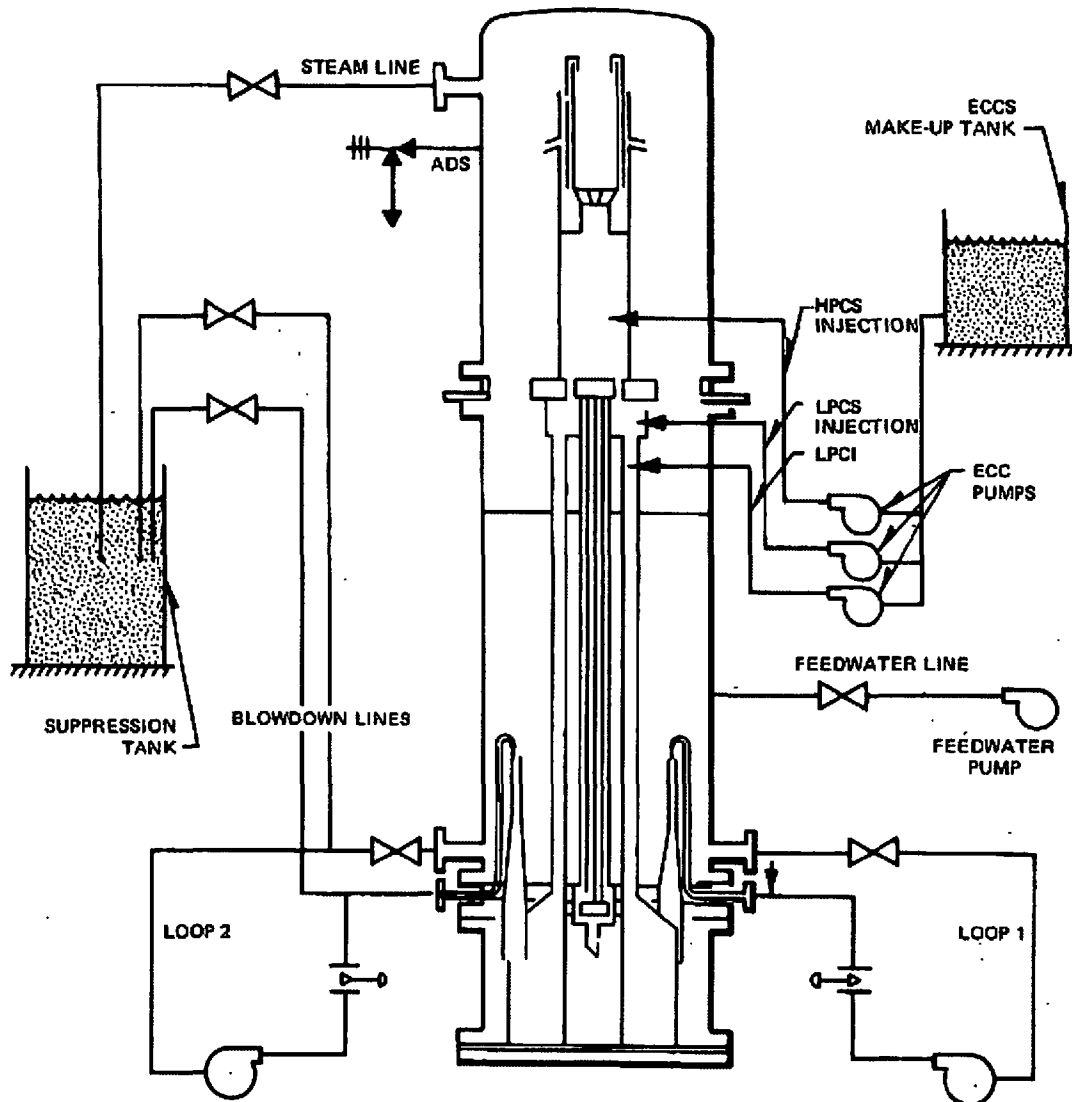 STEAM LINE
ECCS
MAKE-UP TANK
ADS
HPCS
INJECTION
LPCS
INJECTION
LPCI
ECC
PUMPS
FEEDWATER LINE
SUPPRESSION
TANK
BLOWDOWN LINES
FEEDWATER
PUMP
LOOP 2
LOOP 1